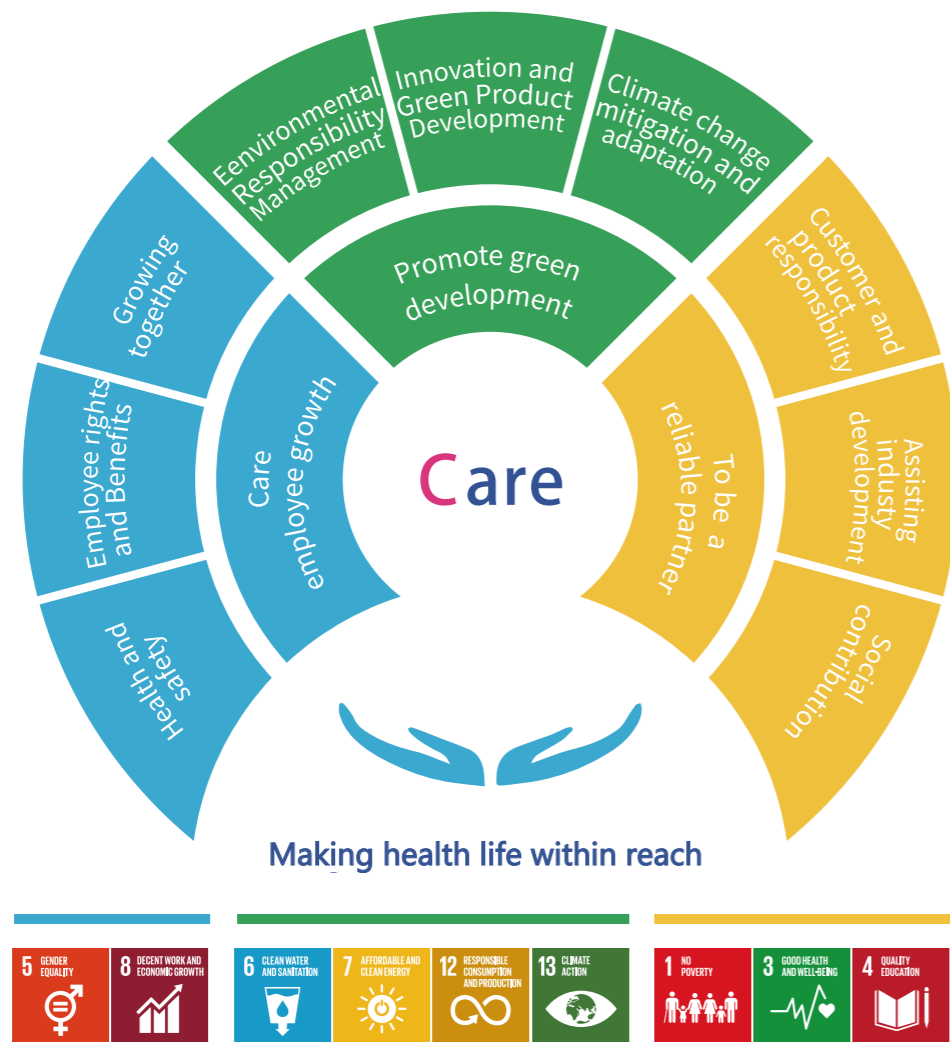 Eenvironmental
Responsibility
Management
Innovation and
Green Product
Development
Climate change
mitigation and
adaptation
Growing
together
Employee rights
and Benefits
Health and
safety
Promote green
development
Care
employee growth
To be a
reliable partner
Customer and
product
responsibility
Assisting
industy
development
Social
contribution
Care
Making health life within reach
5 GENDER
EQUALITY
8 DECENT WORK AND
ECONOMIC GROWTH
6 CLEAN WATER
AND SANITATION
7 AFFORDABLE AND
CLEAN ENERGY
12 RESPONSIBLE
CONSUMPTION
AND PRODUCTION
13 CLIMATE
ACTION
1 NO
POVERTY
3 GOOD HEALTH
AND WELL-BEING
4 QUALITY
EDUCATION